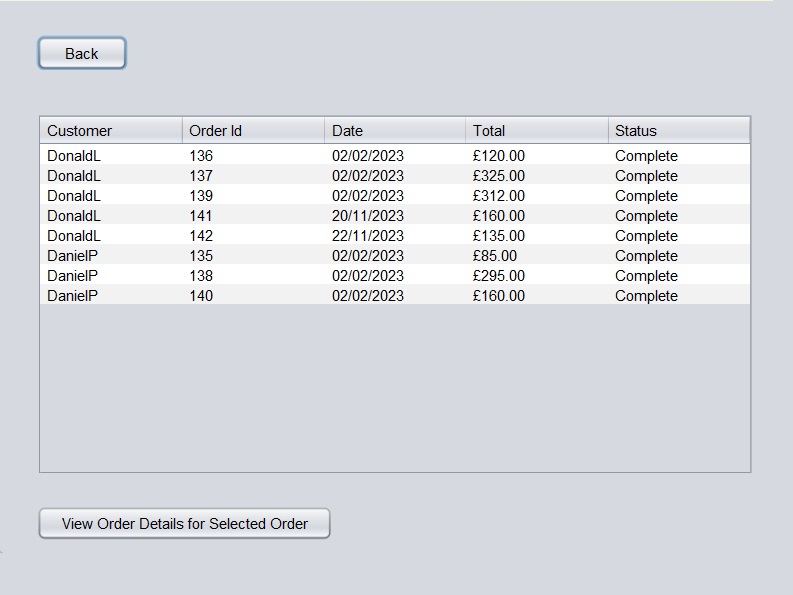 Back
Customer Order Id Date Total Status
DonaldL 136 02/02/2023 £120.00 Complete
DonaldL 137 02/02/2023 £325.00 Complete
DonaldL 139 02/02/2023 £312.00 Complete
DonaldL 141 20/11/2023 £160.00 Complete
DonaldL 142 22/11/2023 £135.00 Complete
DanielP 135 02/02/2023 £85.00 Complete
DanielP 138 02/02/2023 £295.00 Complete
DanielP 140 02/02/2023 £160.00 Complete
View Order Details for Selected Order